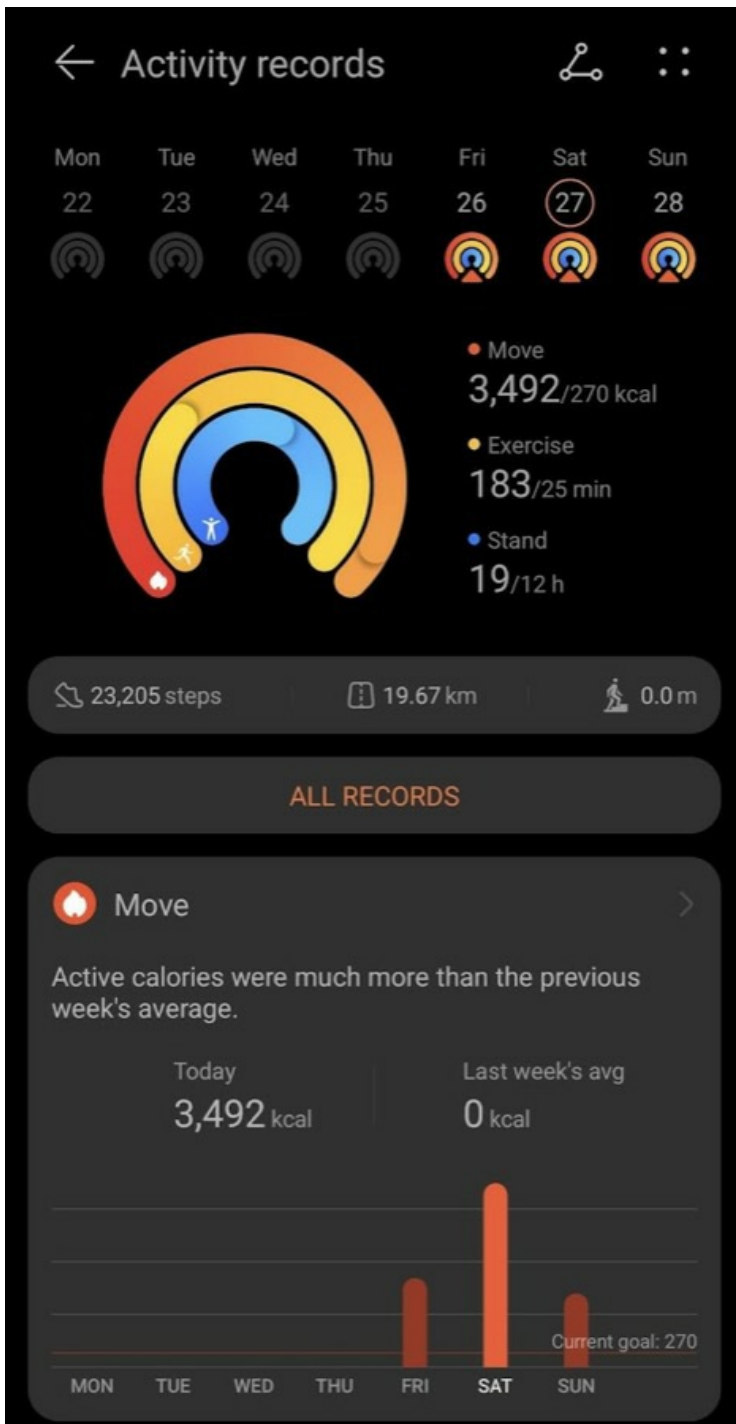 Activity records
Mon Tue Wed Thu Fri Sat Sun
22 23 24 25 26 27 28
Move
3,492/270 kcal
Exercise
183/25 min
Stand
19/12 h
23,205 steps 19.67 km 0.0 m
ALL RECORDS
Move
Active calories were much more than the previous
week's average.
Today Last week's avg
3,492 kcal 0 kcal
Current goal: 270
MON TUE WED THU FRI SAT SUN